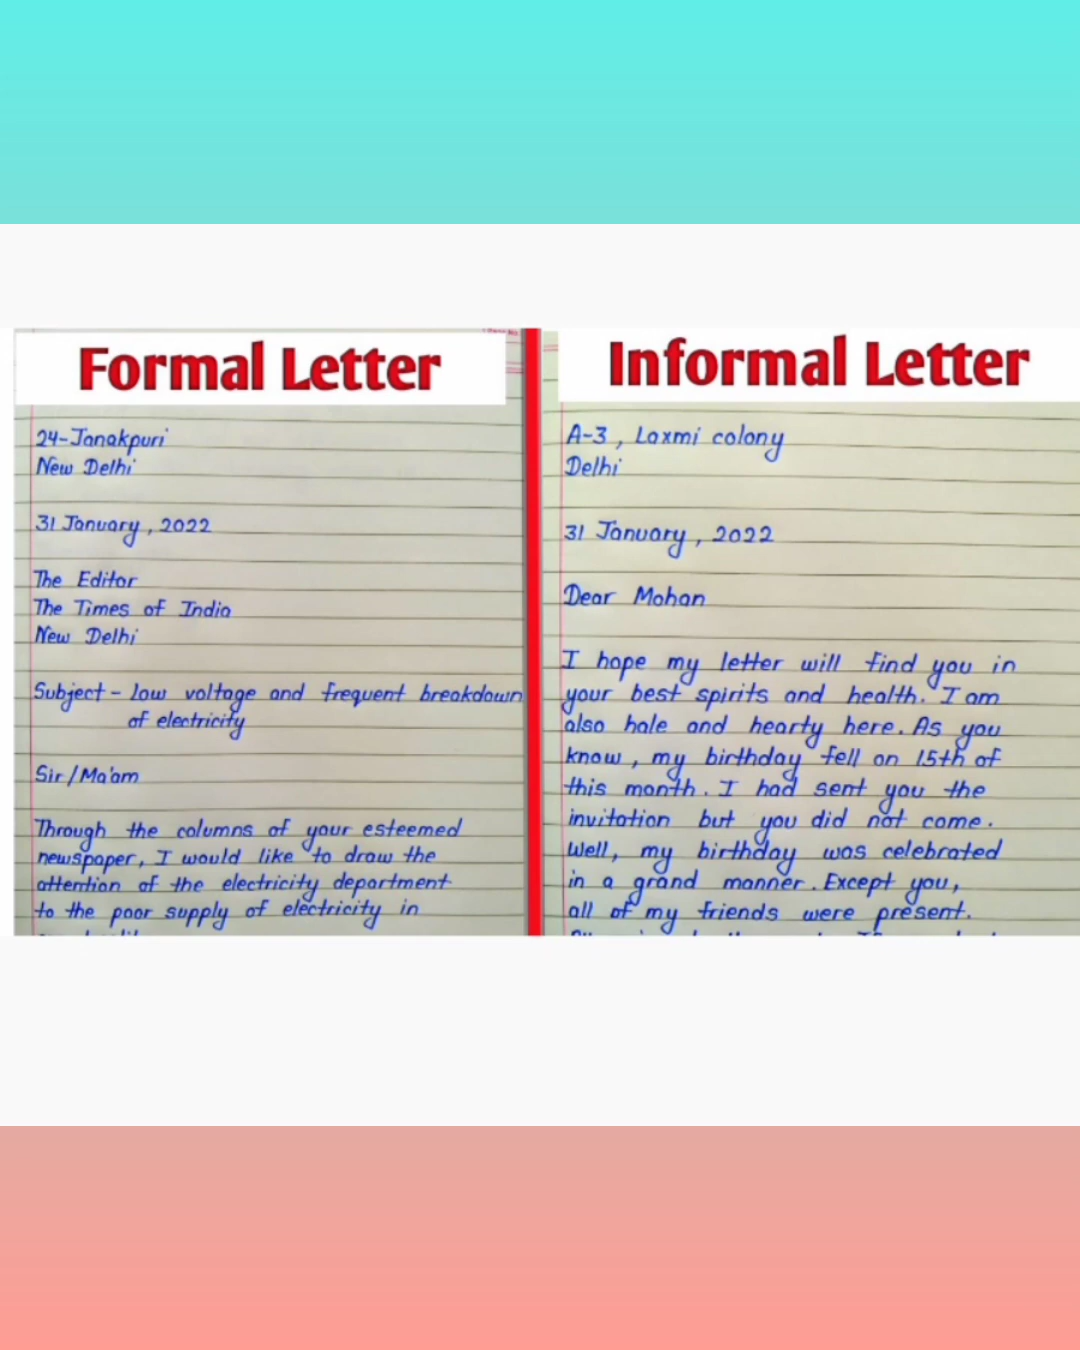 Formal Letter
24-Janakpuri
New Delhi
31 January, 2022
The Editor
The Times of India
New Delhi
Subject - low voltage and frequent breakdown
of electricity
Sir/Ma'am
Through the columns of your esteemed
newspaper, I would like to draw the
attention of the electricity department
to the poor supply of electricity in
Informal Letter
A-3, Laxmi colony
Delhi
31 January, 2022
Dear Mohan
I hope my letter will find you in
your best spirits and health. I am
also hale and hearty here. As you
know, my birthday fell on 15th of
this month. I had sent you the
invitation but you did not come.
Well, my birthday was celebrated
in a grand manner. Except you,
all of my friends were present.